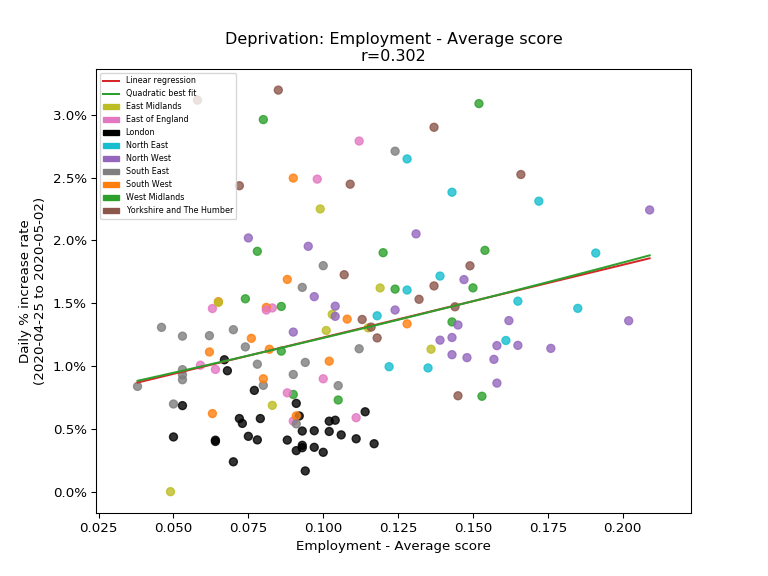 Deprivation: Employment - Average score
r=0.302
Linear regression
Quadratic best fit
East Midlands
East of England
London
North East
North West
South East
South West
West Midlands
Yorkshire and The Humber
3.0%
2.5%
2.0%
1.5%
1.0%
0.5%
0.0%
Daily % increase rate
(2020-04-25 to 2020-05-02)
0.025
0.050
0.075
0.100
0.125
0.150
0.175
0.200
Employment - Average score